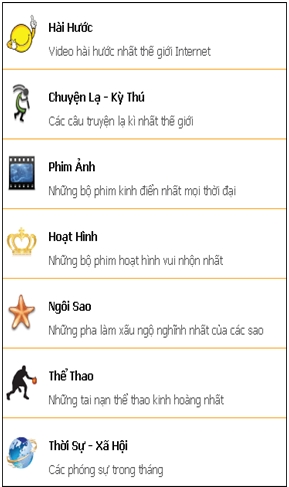 Hài Hước
Video hài hước nhất thế giới Internet
Chuyện Lạ - Kỳ Thú
Các câu truyện lạ kì nhất thế giới
Phim Ảnh
Những bộ phim kinh điển nhất mọi thời đại
Hoạt Hình
Những bộ phim hoạt hình vui nhộn nhất
Ngôi Sao
Những pha làm xấu ngộ nghĩnh nhất của các sao
Thể Thao
Những tai nạn thể thao kinh hoàng nhất
Thời Sự - Xã Hội
Các phóng sự trong tháng